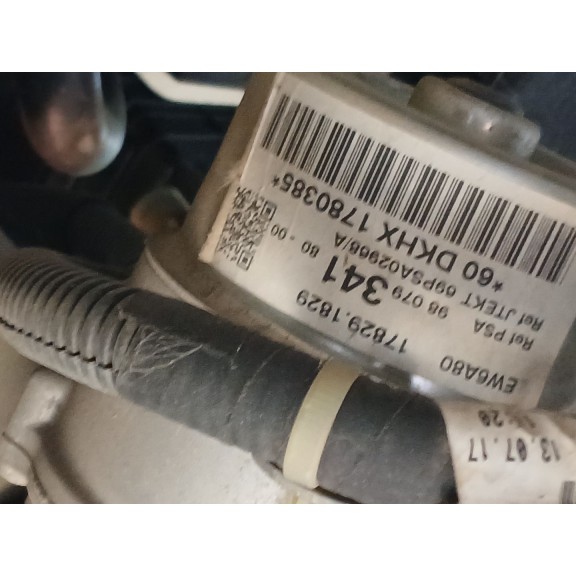 EW6A80
17829.1829
Ref PSA 98 079 341 80 - 00
Ref JTEKT 69PSA02968/A
*60 DKHX 1780385*
13.07.17
:20